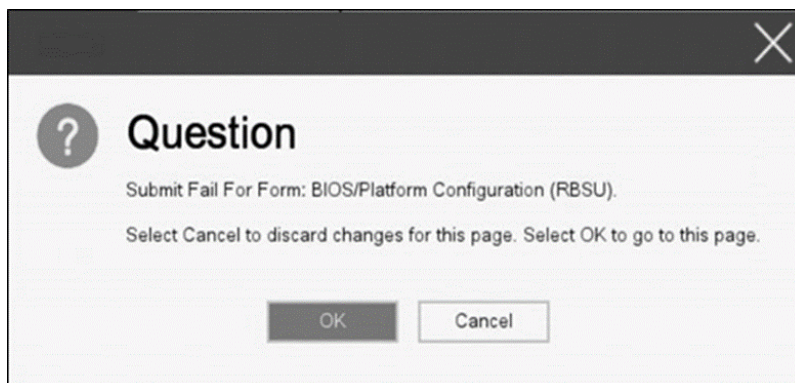 Question
Submit Fail For Form: BIOS/Platform Configuration (RBSU).
Select Cancel to discard changes for this page. Select OK to go to this page.
OK
Cancel